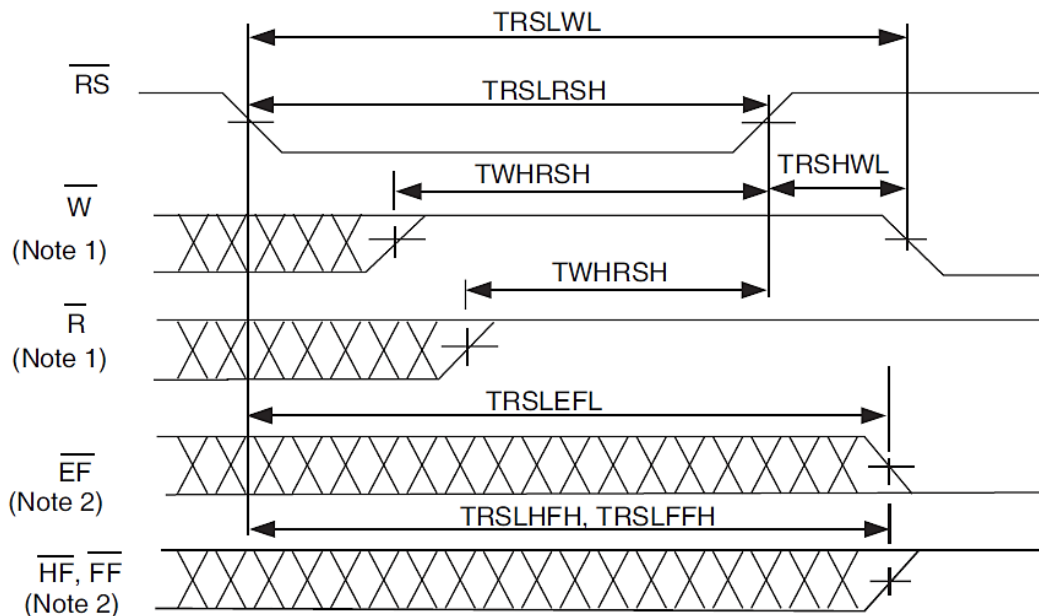 TRSLWL
RS
TRSLRSH
TWHRSH
TRSHWL
W
(Note 1)
TWHRSH
R
(Note 1)
TRSLEFL
EF
(Note 2)
TRSLHFH, TRSLFFH
HF, FF
(Note 2)